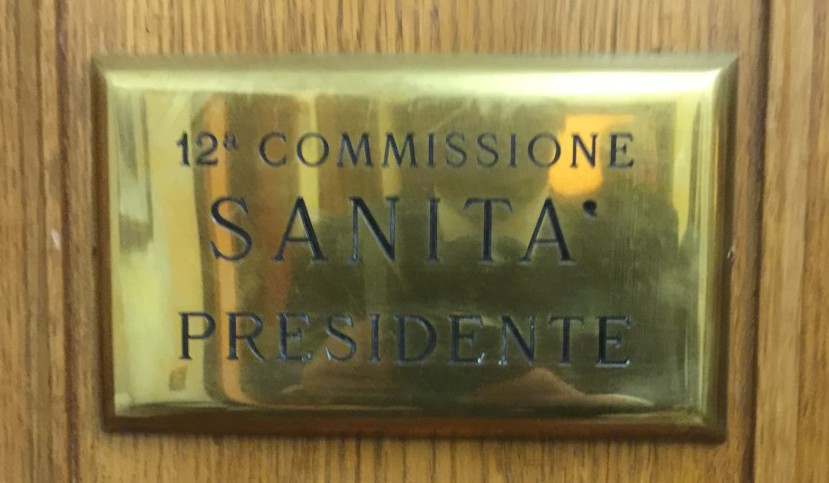 12ª COMMISSIONE
SANITA'
PRESIDENTE